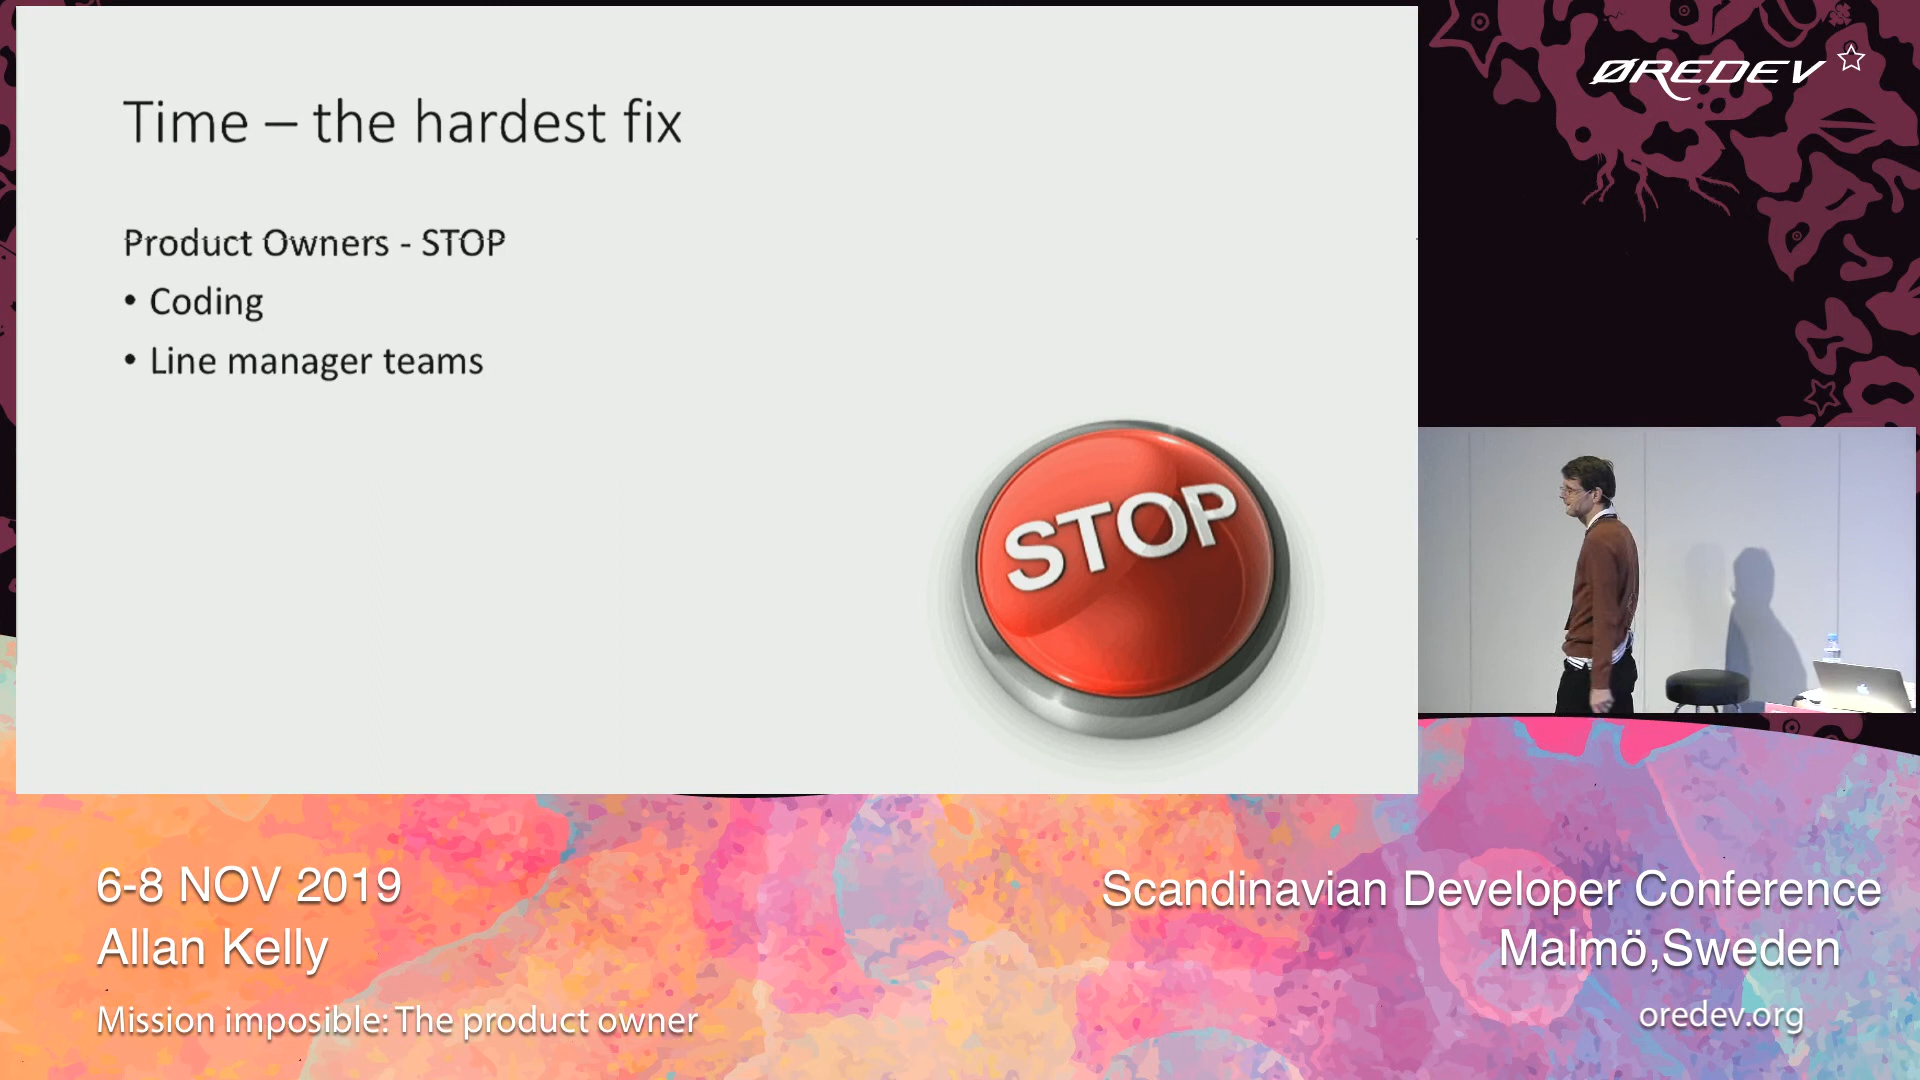 Time – the hardest fix
Product Owners - STOP
• Coding
• Line manager teams
STOP
ØREDEV
6-8 NOV 2019
Allan Kelly
Mission imposible: The product owner
Scandinavian Developer Conference
Malmö,Sweden
oredev.org